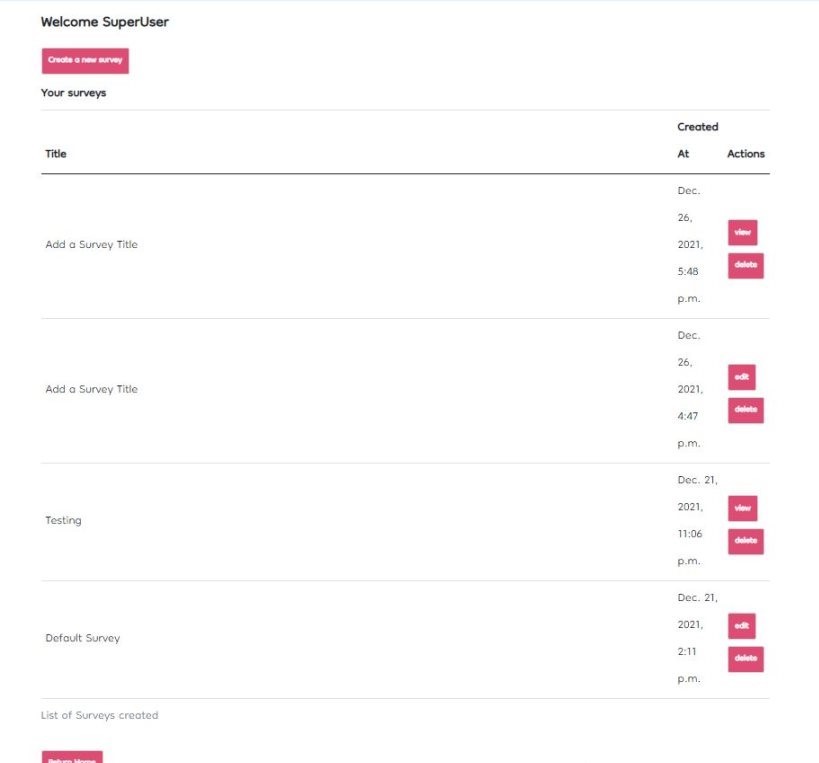 Welcome SuperUser
Create a new survey
Your surveys
Created
Title At Actions
Dec.
26,
view
Add a Survey Title 2021,
delete
5:48
p.m.
Dec.
26,
edit
Add a Survey Title 2021,
delete
4:47
p.m.
Dec. 21,
2021,
view
Testing
11:06
delete
p.m.
Dec. 21,
2021,
edit
Default Survey
2:11
delete
p.m.
List of Surveys created
Return Home